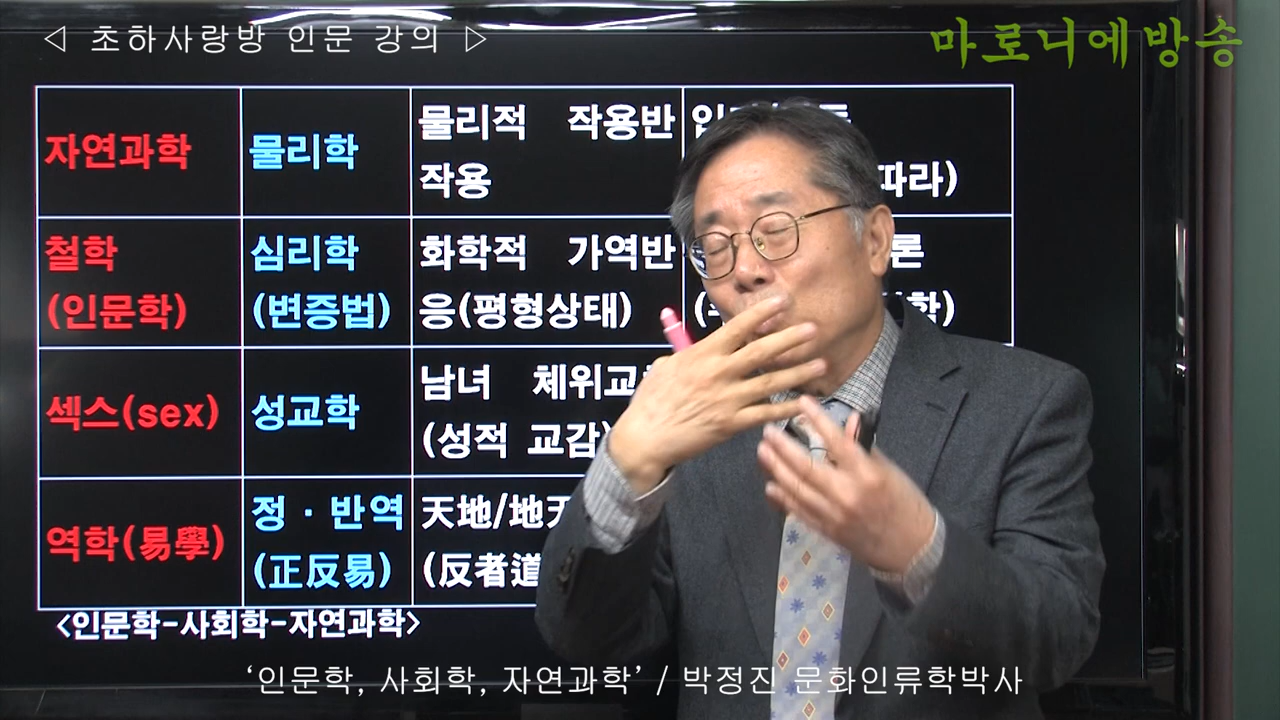 ◁ 초하사랑방 인문 강의 ▷
마로니에방송
자연과학
물리학
물리적 작용반
작용
따라)
철학
(인문학)
심리학
(변증법)
화학적 가역반
응(평형상태)
론
섹스(sex)
성교학
남녀
(성적 교감)
역학(易學)
정·반역
(正反易)
天地/地天
(反者道
<인문학-사회학-자연과학>
‘인문학, 사회학, 자연과학’ / 박정진 문화인류학박사